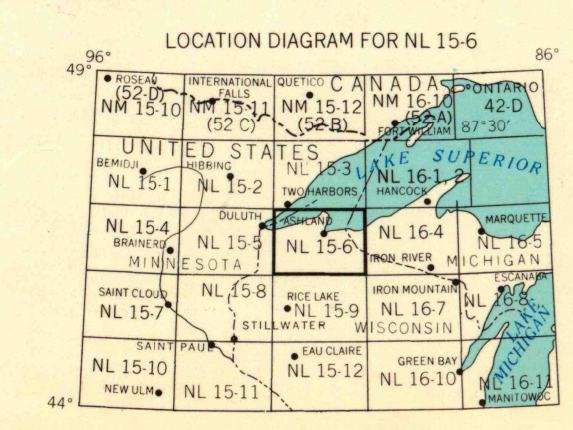 LOCATION DIAGRAM FOR NL 15-6
96° 86°
49°
ROSEAU
(52-D)
NM 15-10
INTERNATIONAL
FALLS
NM 15-11
(52 C)
QUETICO
NM 15-12
(52-B)
CANADA
NM 16-10
(52-A)
FORT WILLIAM
ONTARIO
42-D
87°30'
UNITED STATES
LAKE SUPERIOR
BEMIDJI
NL 15-1
HIBBING
NL 15-2
NL 15-3
TWO HARBORS
NL 16-1, 2
HANCOCK
NL 15-4
BRAINERD
DULUTH
NL 15-5
ASHLAND
NL 15-6
NL 16-4
IRON RIVER
MARQUETTE
NL 16-5
MINNESOTA
MICHIGAN
SAINT CLOUD
NL 15-7
NL 15-8
STILLWATER
RICE LAKE
NL 15-9
IRON MOUNTAIN
NL 16-7
WISCONSIN
ESCANABA
NL 16-8
LAKE
MICHIGAN
SAINT PAUL
NL 15-10
NEW ULM
NL 15-11
EAU CLAIRE
NL 15-12
GREEN BAY
NL 16-10
NL 16-11
MANITOWOC
44°